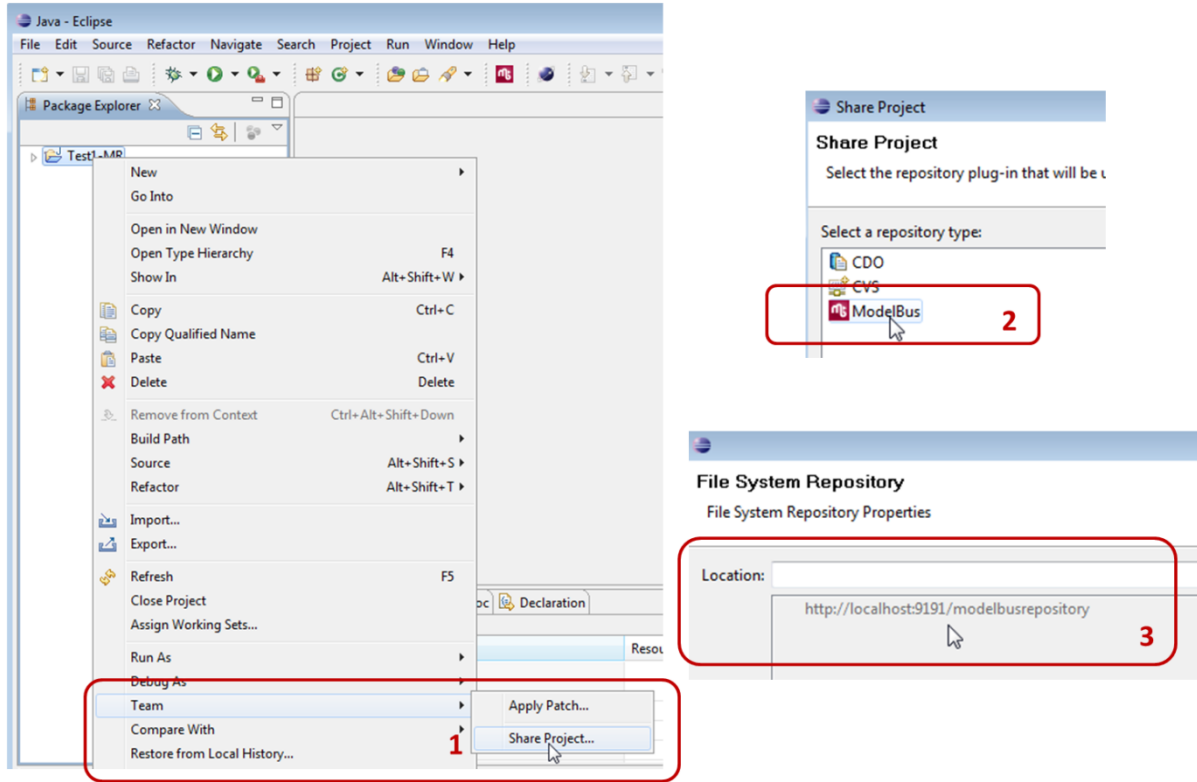 Java - Eclipse
File Edit Source Refactor Navigate Search Project Run Window Help
Package Explorer
Test1-MR
New
Go Into
Open in New Window
Open Type Hierarchy F4
Show In Alt+Shift+W
Copy Ctrl+C
Copy Qualified Name
Paste Ctrl+V
Delete Delete
Remove from Context Ctrl+Alt+Shift+Down
Build Path
Source Alt+Shift+S
Refactor Alt+Shift+T
Import...
Export...
Refresh F5
Close Project
Assign Working Sets...
Run As
Debug As
Team
Compare With
Restore from Local History...
Apply Patch...
Share Project...
1
oc Declaration
Resou
Share Project
Share Project
Select the repository plug-in that will be u
Select a repository type:
CDO
CVS
ModelBus
2
File System Repository
File System Repository Properties
Location:
http://localhost:9191/modelbusrepository
3